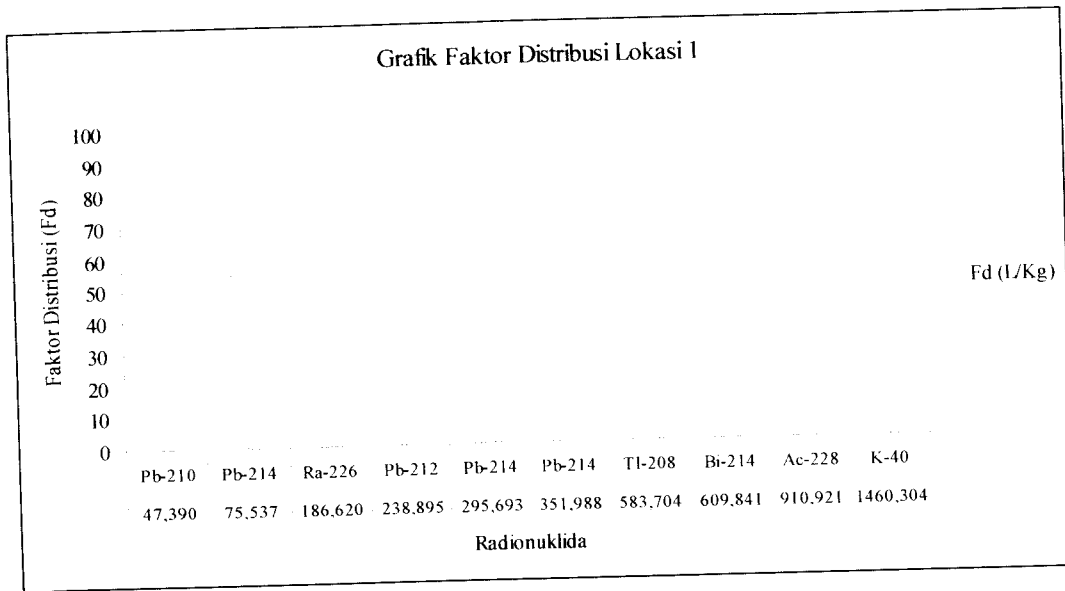 Grafik Faktor Distribusi Lokasi 1
Faktor Distribusi (Fd)
100
90
80
70
60
50
40
30
20
10
0
Pb-210 Pb-214 Ra-226 Pb-212 Pb-214 Pb-214 Tl-208 Bi-214 Ac-228 K-40
47,390 75,537 186,620 238,895 295,693 351,988 583,704 609,841 910,921 1460,304
Radionuklida
Fd (L/Kg)